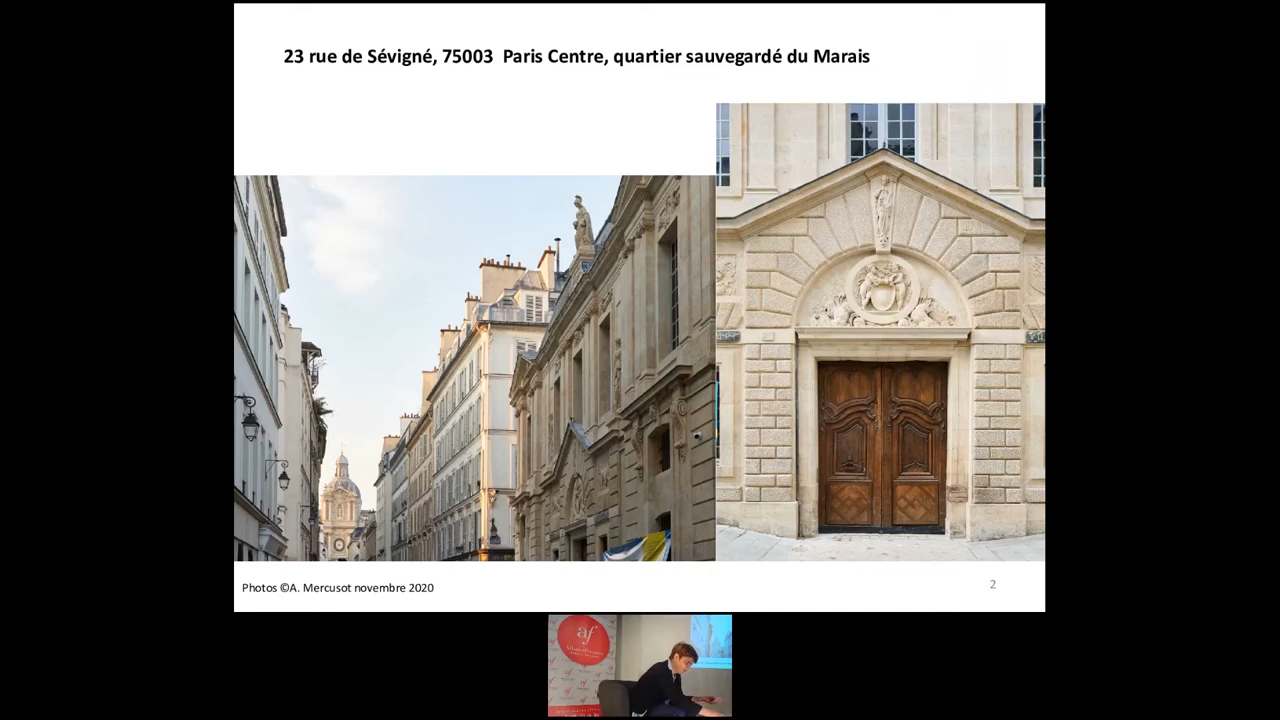 23 rue de Sévigné, 75003 Paris Centre, quartier sauvegardé du Marais
Photos ©A. Mercusot novembre 2020
2
af